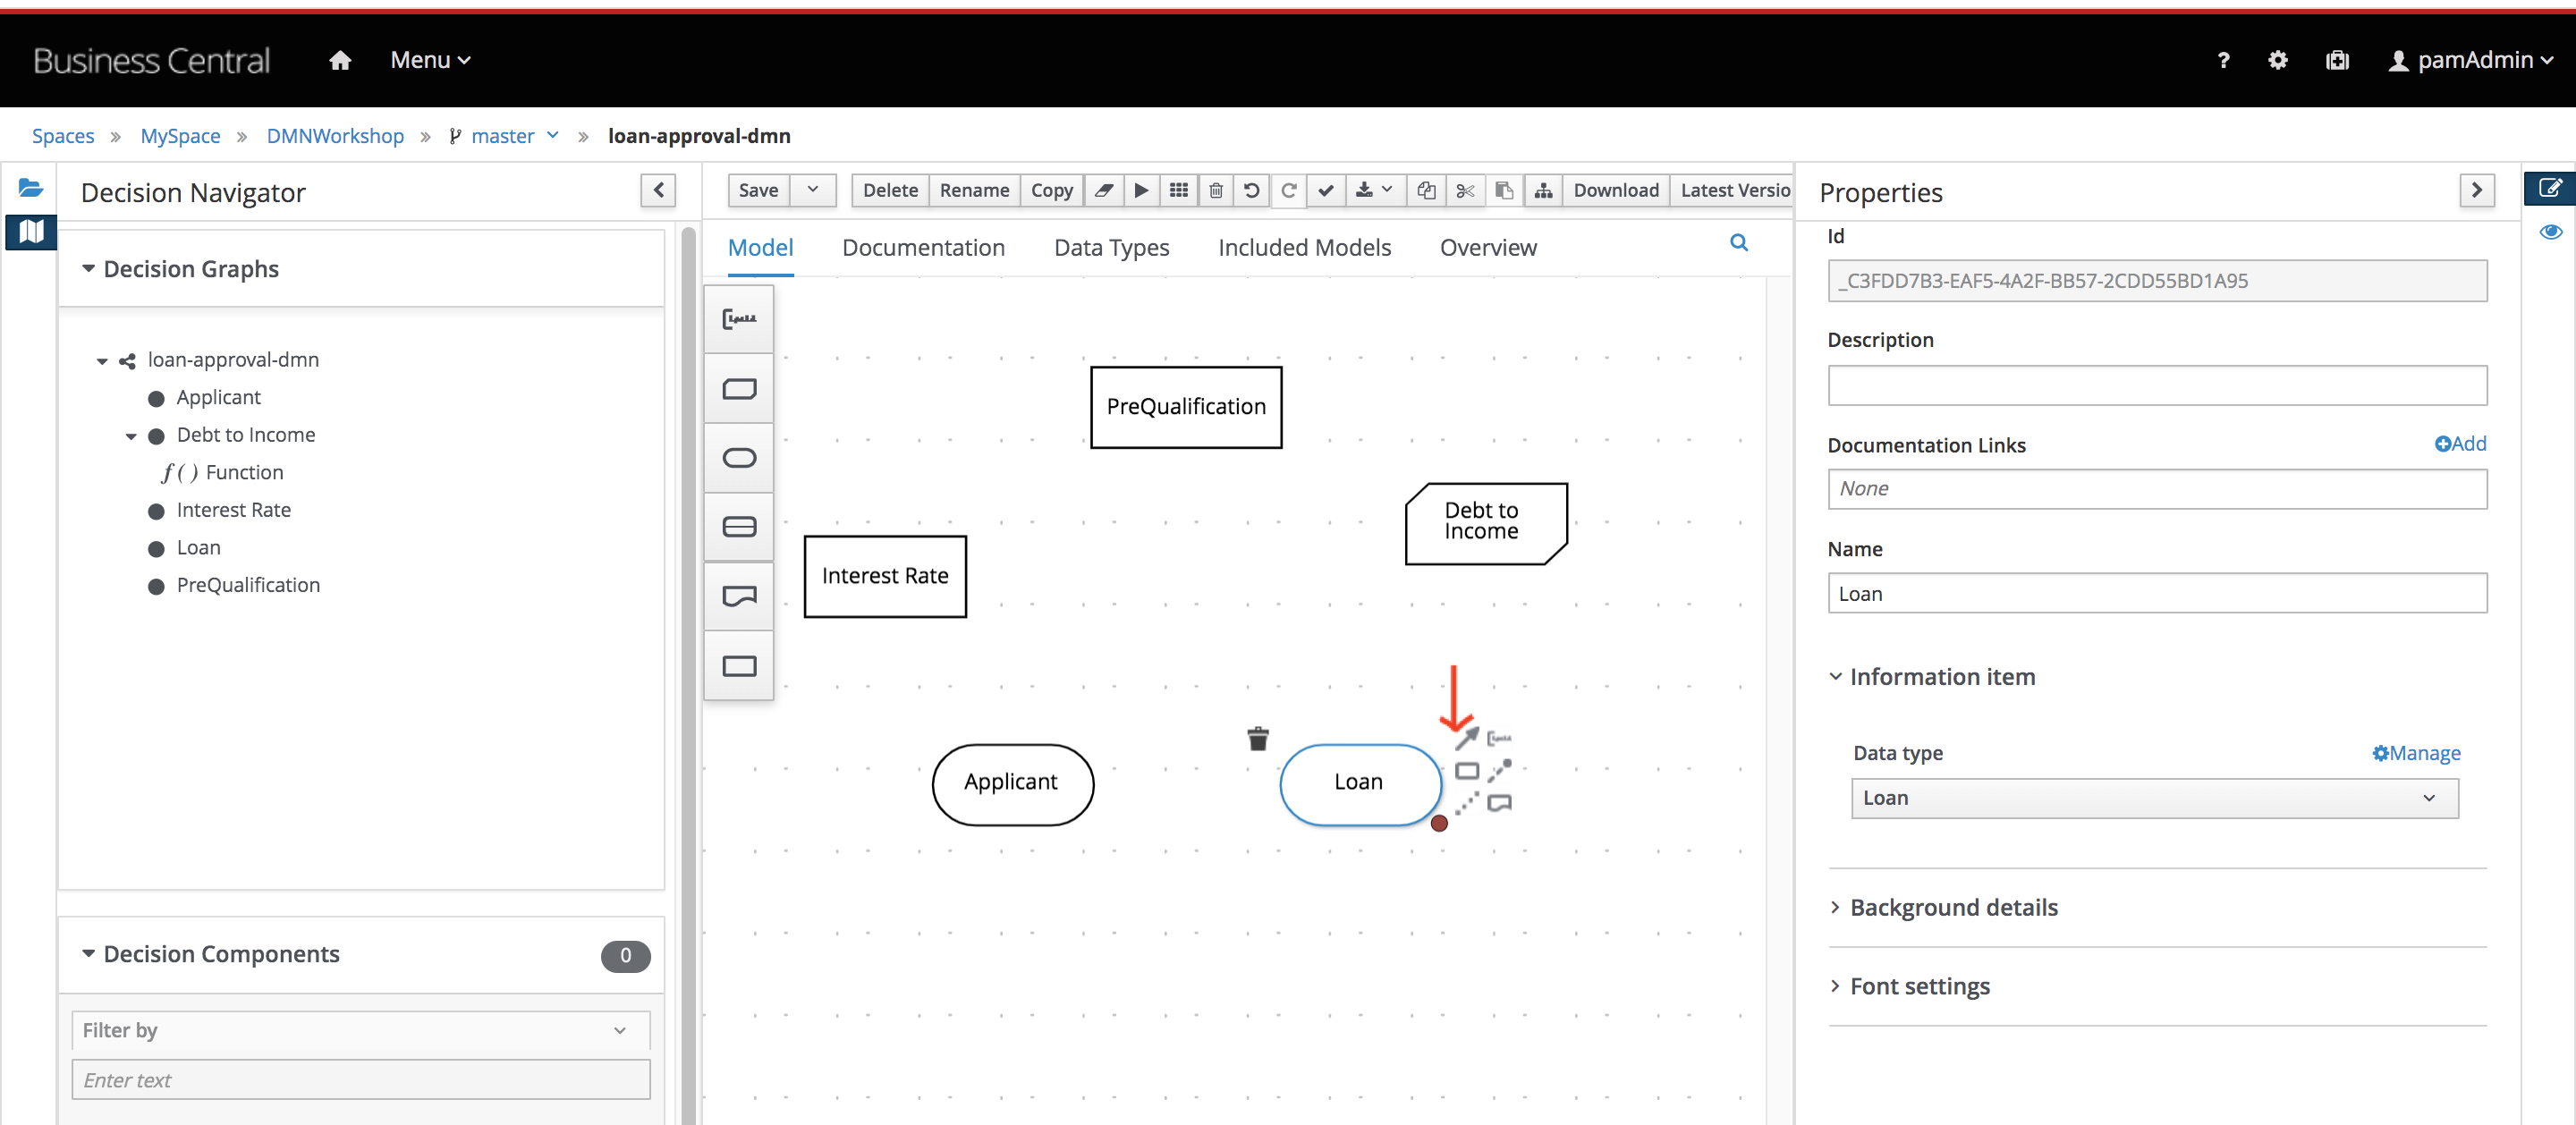 Business Central
Menu
?
pamAdmin
Spaces » MySpace » DMNWorkshop » master » loan-approval-dmn
Decision Navigator
Decision Graphs
loan-approval-dmn
Applicant
Debt to Income
f ( ) Function
Interest Rate
Loan
PreQualification
Decision Components
0
Filter by
Enter text
Save
Delete
Rename
Copy
Download
Latest Versio
Model
Documentation
Data Types
Included Models
Overview
PreQualification
Debt to
Income
Interest Rate
Applicant
Loan
Properties
Id
_C3FDD7B3-EAF5-4A2F-BB57-2CDD55BD1A95
Description
Documentation Links
Add
None
Name
Loan
Information item
Data type
Manage
Loan
Background details
Font settings